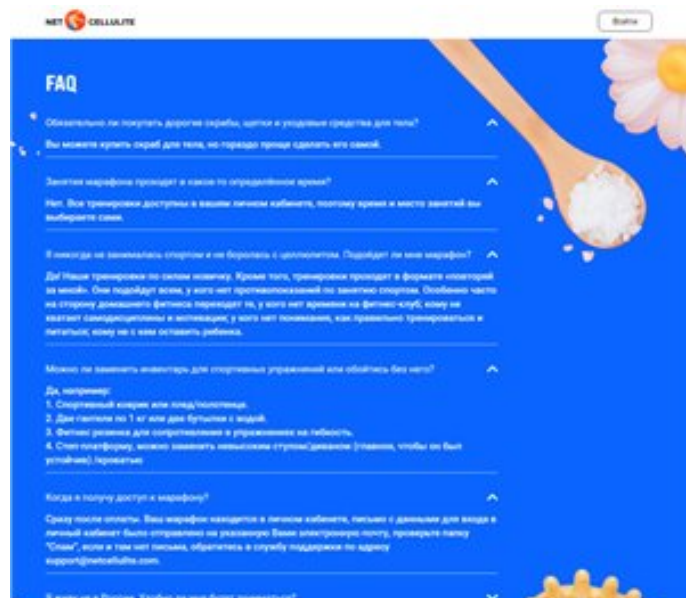 NET CELLULITE
Войти
FAQ
Обязательно ли покупать дорогие скрабы, щетки и уходовые средства для тела?
Вы можете купить скраб для тела, но гораздо проще сделать его самой.
Занятия марафона проходят в какое-то определённое время?
Нет. Все тренировки доступны в вашем личном кабинете, поэтому время и место занятий вы
выбираете сами.
Я никогда не занималась спортом и не боролась с целлюлитом. Подойдет ли мне марафон?
Да! Наши тренировки по силам новичку. Кроме того, тренировки проходят в формате «повторяй
за мной». Они подойдут всем, у кого нет противопоказаний по занятию спортом. Особенно часто
на сторону домашнего фитнеса переходят те, у кого нет времени на фитнес-клуб; кому не
хватает самодисциплины и мотивации; у кого нет понимания, как правильно тренироваться и
питаться; кому не с кем оставить ребенка.
Можно ли заменить инвентарь для спортивных упражнений или обойтись без него?
Да, например:
1. Спортивный коврик или плед/полотенце.
2. Две гантели по 1 кг или две бутылки с водой.
3. Фитнес резинка для сопротивления в упражнениях на гибкость.
4. Степ-платформу, можно заменить невысоким стулом/диваном (главное, чтобы он был
устойчив) /кроватью
Когда я получу доступ к марафону?
Сразу после оплаты. Ваш марафон находится в личном кабинете, письмо с данными для входа в
личный кабинет было отправлено на указанную Вами электронную почту, проверьте папку
"Спам", если и там нет письма, обратитесь в службу поддержки по адресу
support@netcellulite.com.